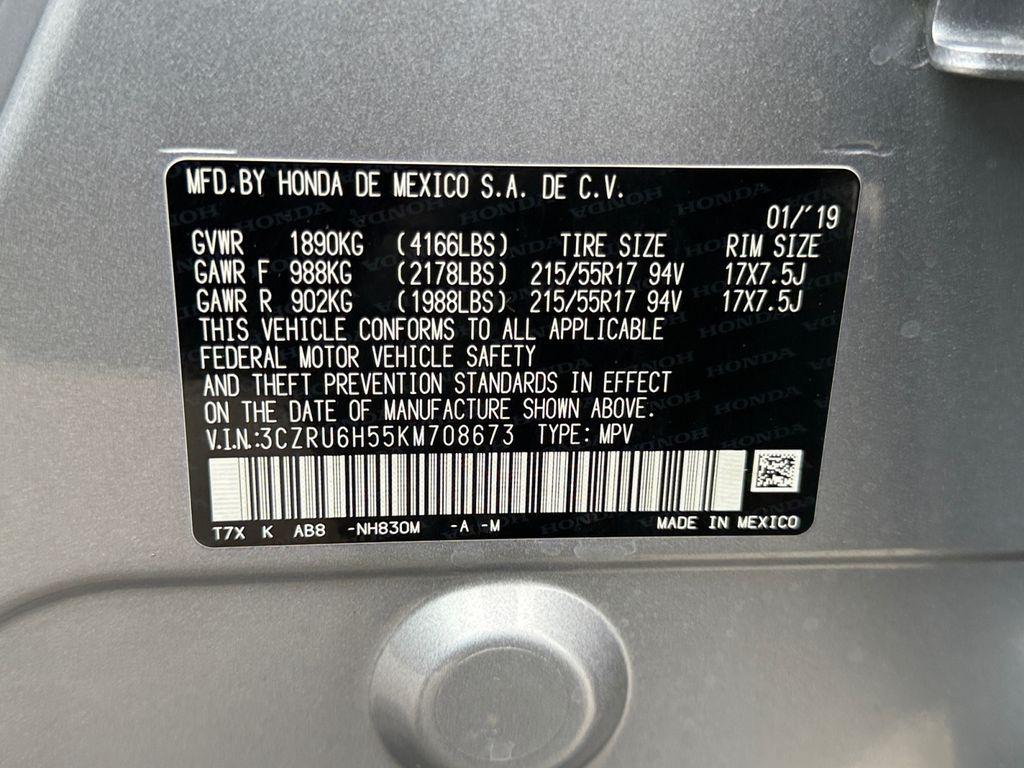 MFD.BY HONDA DE MEXICO S.A. DE C.V.
01/´19
GVWR 1890KG (4166LBS) TIRE SIZE RIM SIZE
GAWR F 988KG (2178LBS) 215/55R17 94V 17X7.5J
GAWR R 902KG (1988LBS) 215/55R17 94V 17X7.5J
THIS VEHICLE CONFORMS TO ALL APPLICABLE
FEDERAL MOTOR VEHICLE SAFETY
AND THEFT PREVENTION STANDARDS IN EFFECT
ON THE DATE OF MANUFACTURE SHOWN ABOVE.
V.I.N.:3CZRU6H55KM708673 TYPE: MPV
T7X K AB8 -NH830M -A -M MADE IN MEXICO